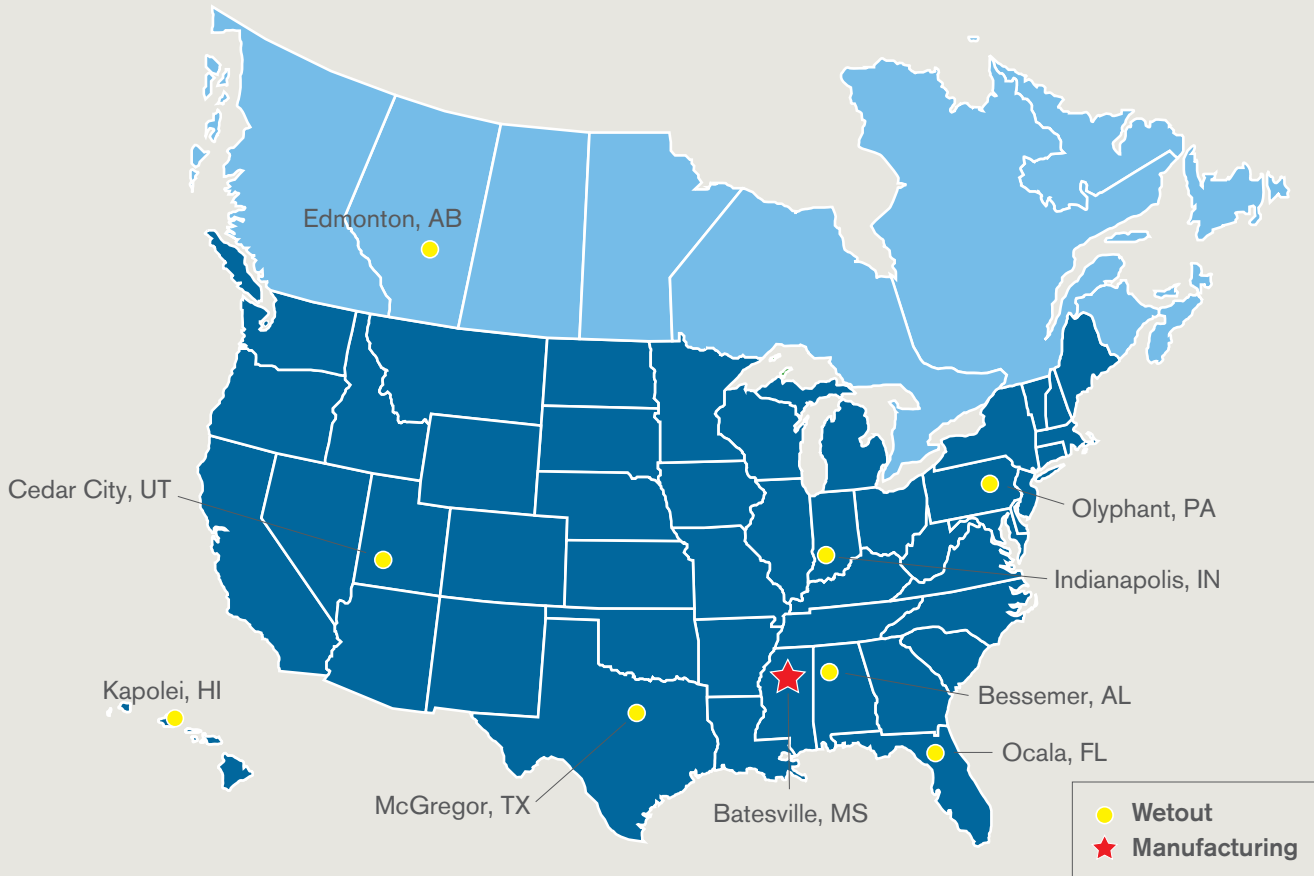 Edmonton, AB
Cedar City, UT
Olyphant, PA
Indianapolis, IN
Kapolei, HI
Bessemer, AL
Ocala, FL
McGregor, TX
Batesville, MS
Wetout
Manufacturing